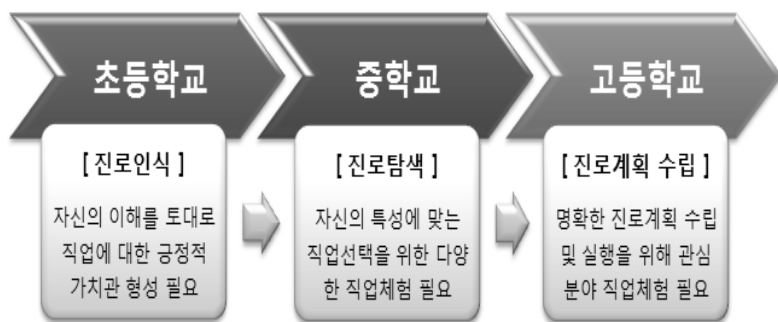 초등학교
중학교
고등학교
[ 진로인식 ]
자신의 이해를 토대로
직업에 대한 긍정적
가치관 형성 필요
[ 진로탐색 ]
자신의 특성에 맞는
직업선택을 위한 다양
한 직업체험 필요
[ 진로계획 수립 ]
명확한 진로계획 수립
및 실행을 위해 관심
분야 직업체험 필요